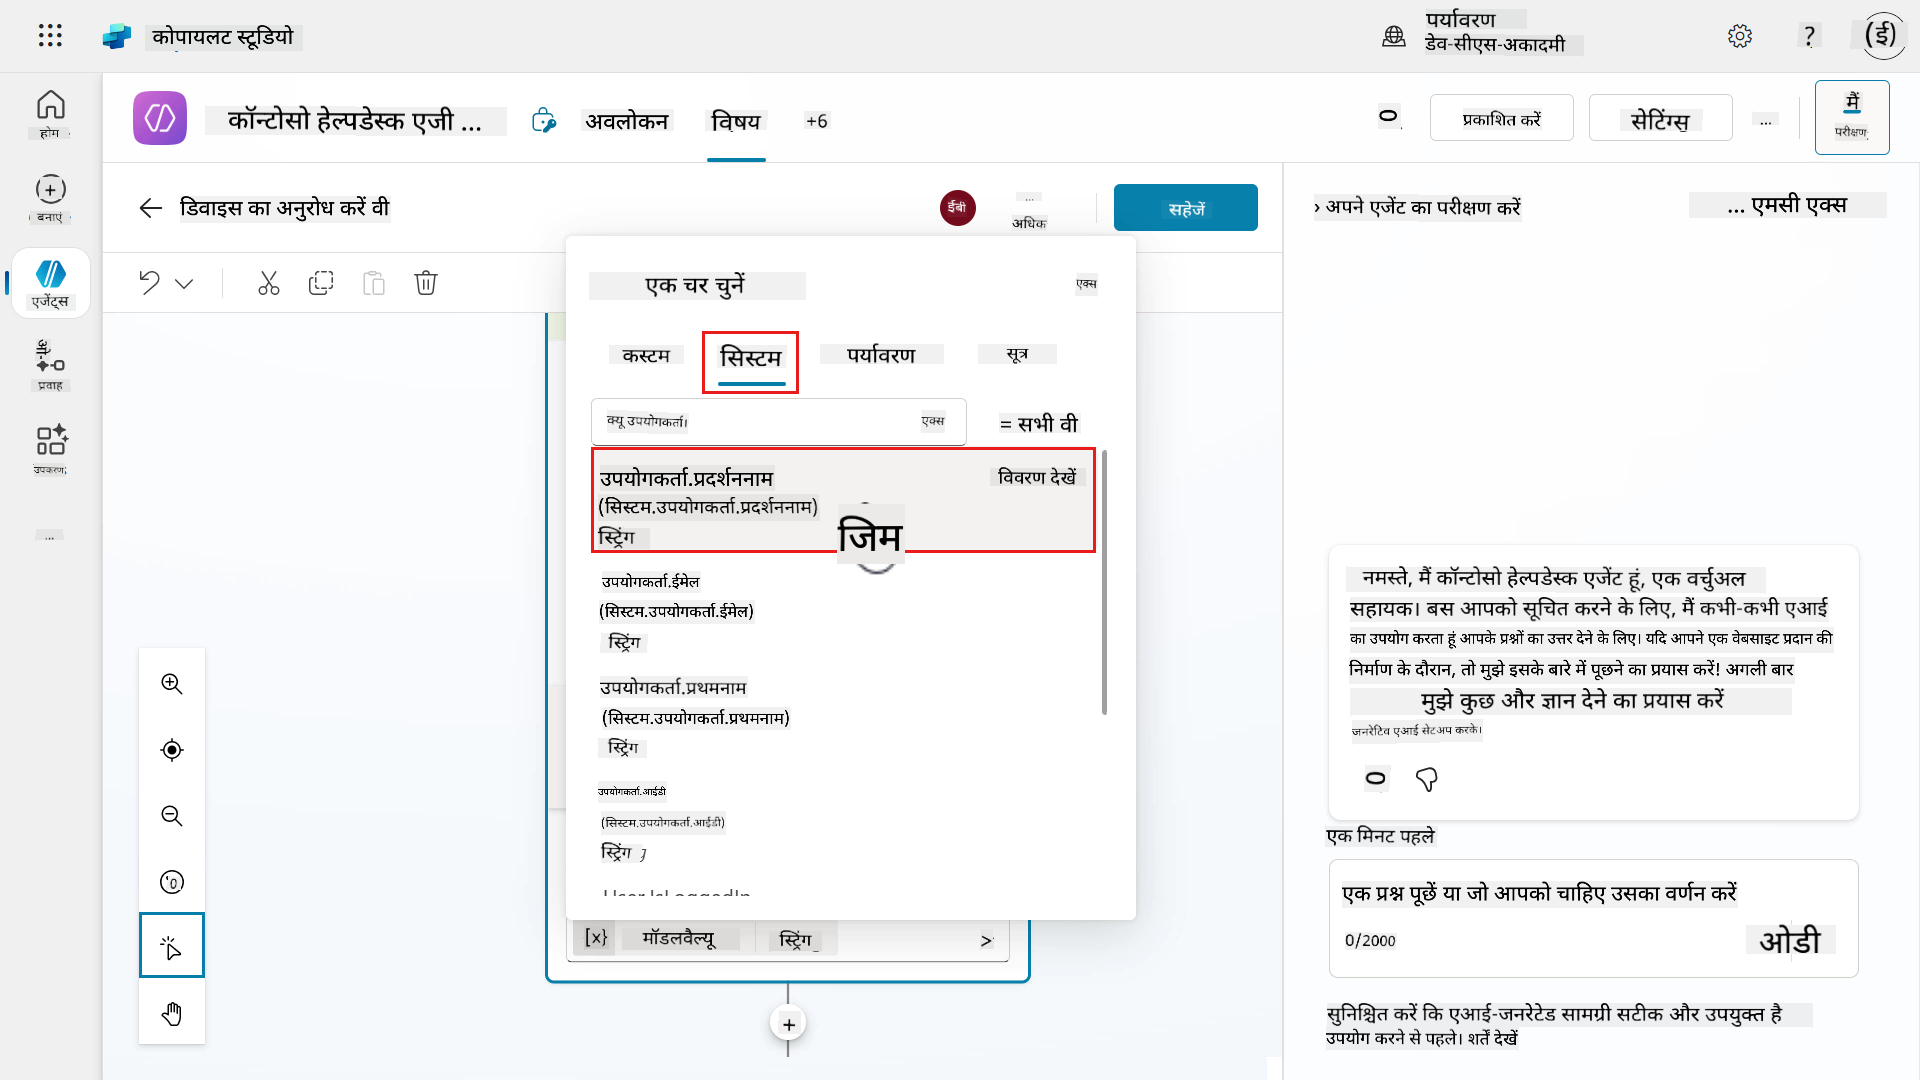 कोपायलट स्टूडियो
पर्यावरण
डेव-सीएस-अकादमी
?
(ई)
होम
बनाएं
एजेंट्स
प्रवाह
उपकरण;
...
कॉन्टोसो हेल्पडेस्क एजी ...
अवलोकन
विषय
+6
प्रकाशित करें
सेटिंग्स
...
मैं
परीक्षण
डिवाइस का अनुरोध करें वी
ईबी
...
अधिक
सहेजें
एक चर चुनें
एक्स
कस्टम
सिस्टम
पर्यावरण
सूत्र
क्यू उपयोगकर्ता।
एक्स
= सभी वी
उपयोगकर्ता.प्रदर्शननाम
विवरण देखें
(सिस्टम.उपयोगकर्ता.प्रदर्शननाम)
स्ट्रिंग
जिम
उपयोगकर्ता.ईमेल
(सिस्टम.उपयोगकर्ता.ईमेल)
स्ट्रिंग
उपयोगकर्ता.प्रथमनाम
(सिस्टम.उपयोगकर्ता.प्रथमनाम)
स्ट्रिंग
उपयोगकर्ता.आईडी
(सिस्टम.उपयोगकर्ता.आईडी)
स्ट्रिंग
User.IsLoggedIn
[x}
मॉडलवैल्यू
स्ट्रिंग
>
› अपने एजेंट का परीक्षण करें
... एमसी एक्स
नमस्ते, मैं कॉन्टोसो हेल्पडेस्क एजेंट हूं, एक वर्चुअल
सहायक। बस आपको सूचित करने के लिए, मैं कभी-कभी एआई
का उपयोग करता हूं आपके प्रश्नों का उत्तर देने के लिए। यदि आपने एक वेबसाइट प्रदान की
निर्माण के दौरान, तो मुझे इसके बारे में पूछने का प्रयास करें! अगली बार
मुझे कुछ और ज्ञान देने का प्रयास करें
जनरेटिव एआई सेटअप करके।
एक मिनट पहले
एक प्रश्न पूछें या जो आपको चाहिए उसका वर्णन करें
0/2000
ओडी
सुनिश्चित करें कि एआई-जनरेटेड सामग्री सटीक और उपयुक्त है
उपयोग करने से पहले। शर्तें देखें